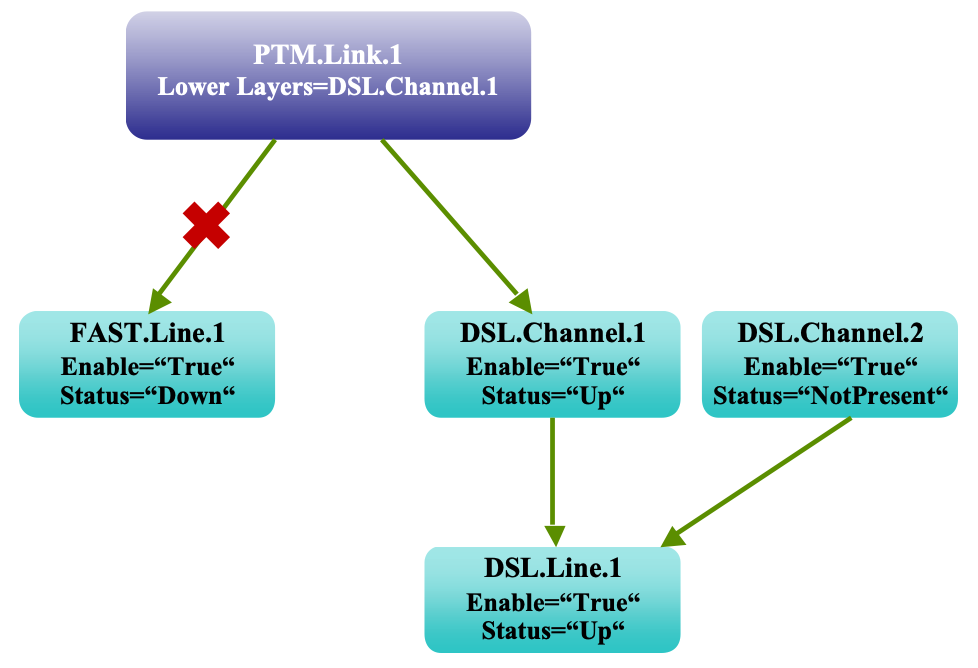 PTM.Link.1
Lower Layers=DSL.Channel.1
FAST.Line.1
Enable=“True“
Status=“Down“
DSL.Channel.1
Enable=“True“
Status=“Up“
DSL.Channel.2
Enable=“True“
Status=“NotPresent“
DSL.Line.1
Enable=“True“
Status=“Up“